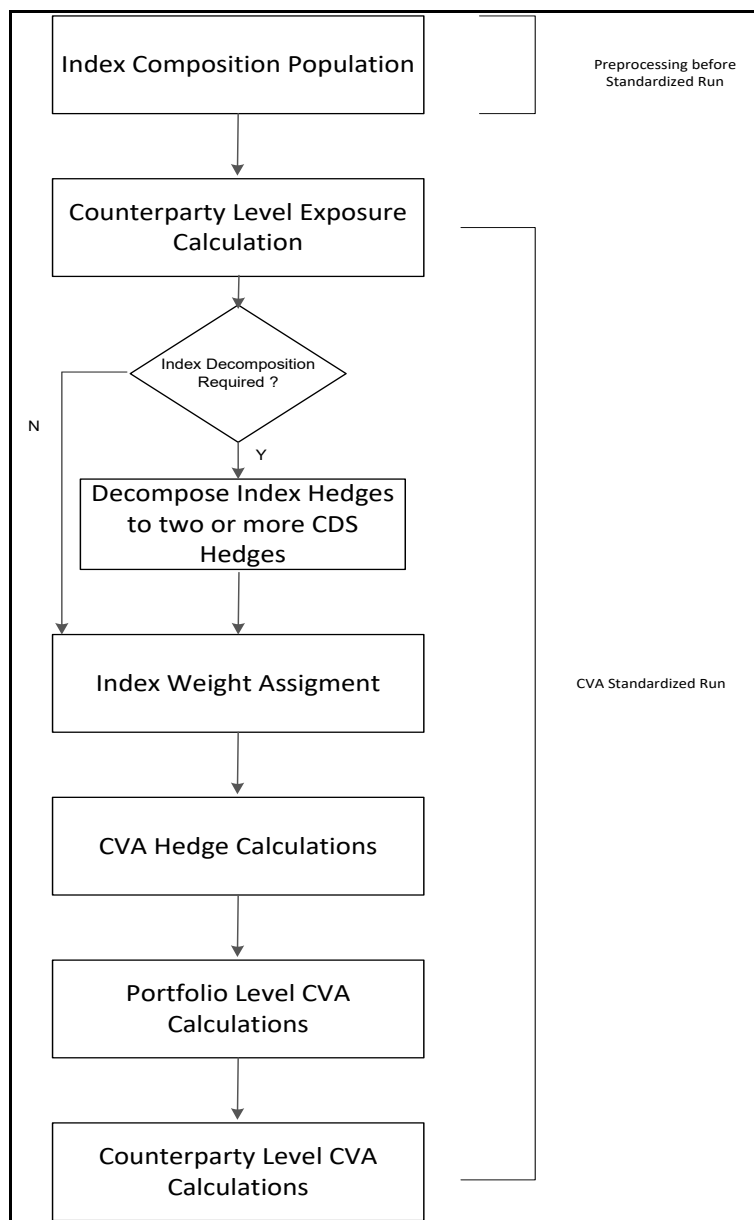 Index Composition Population
Preprocessing before
Standardized Run
Counterparty Level Exposure
Calculation
Index Decomposition
Required ?
N
Y
Decompose Index Hedges
to two or more CDS
Hedges
Index Weight Assigment
CVA Standardized Run
CVA Hedge Calculations
Portfolio Level CVA
Calculations
Counterparty Level CVA
Calculations